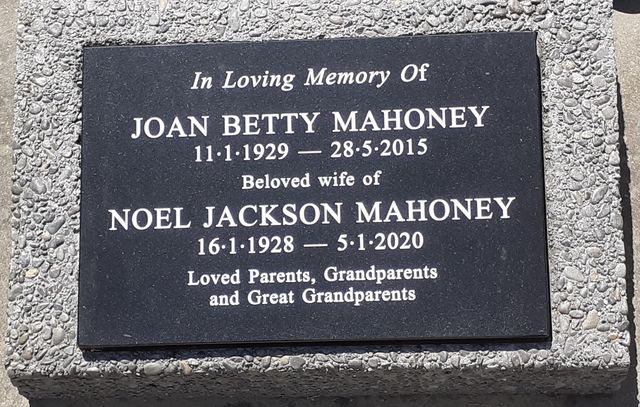 In Loving Memory Of
JOAN BETTY MAHONEY
11·1·1929 — 28·5·2015
Beloved wife of
NOEL JACKSON MAHONEY
16·1·1928 — 5·1·2020
Loved Parents, Grandparents
and Great Grandparents